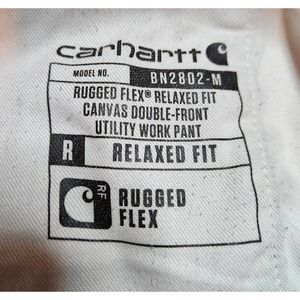 carhartt
MODEL NO. BN2802-M
RUGGED FLEX® RELAXED FIT
CANVAS DOUBLE-FRONT
UTILITY WORK PANT
R RELAXED FIT
RF
RUGGED
FLEX